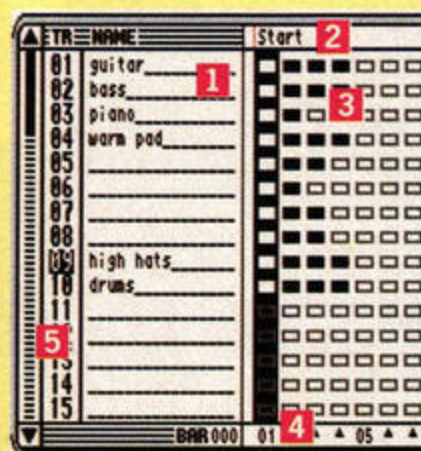 TR NAME Start 2
01 guitar 1
02 bass
03 piano 3
04 warm pad
05
06
07
08
09 high hats
10 drums
11
5
13
14
15
BAR 000 01 4 05